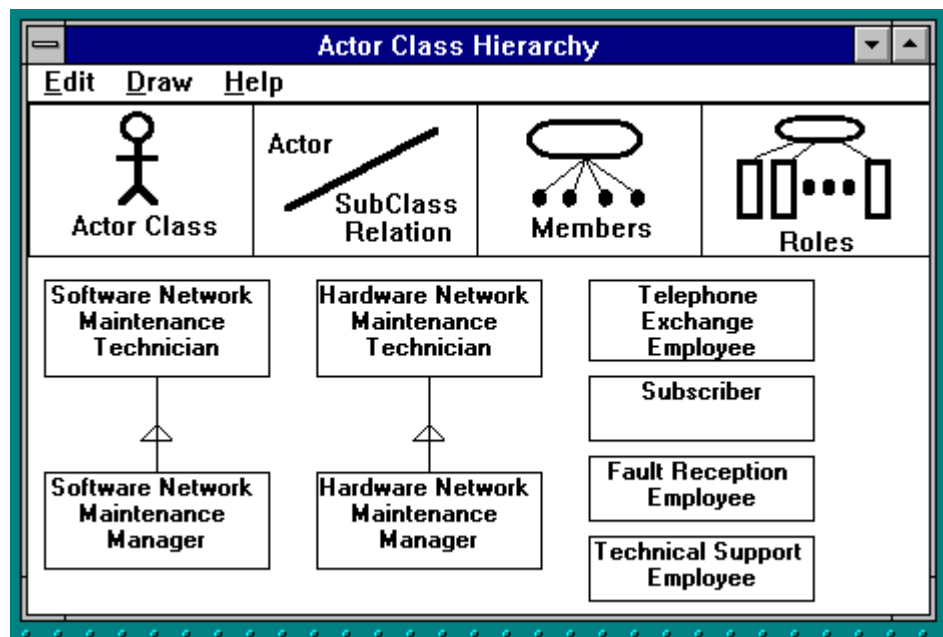 Actor Class Hierarchy
Edit Draw Help
Actor Class
Actor
SubClass
Relation
Members
Roles
Software Network
Maintenance
Technician
Hardware Network
Maintenance
Technician
Telephone
Exchange
Employee
Subscriber
Software Network
Maintenance
Manager
Hardware Network
Maintenance
Manager
Fault Reception
Employee
Technical Support
Employee